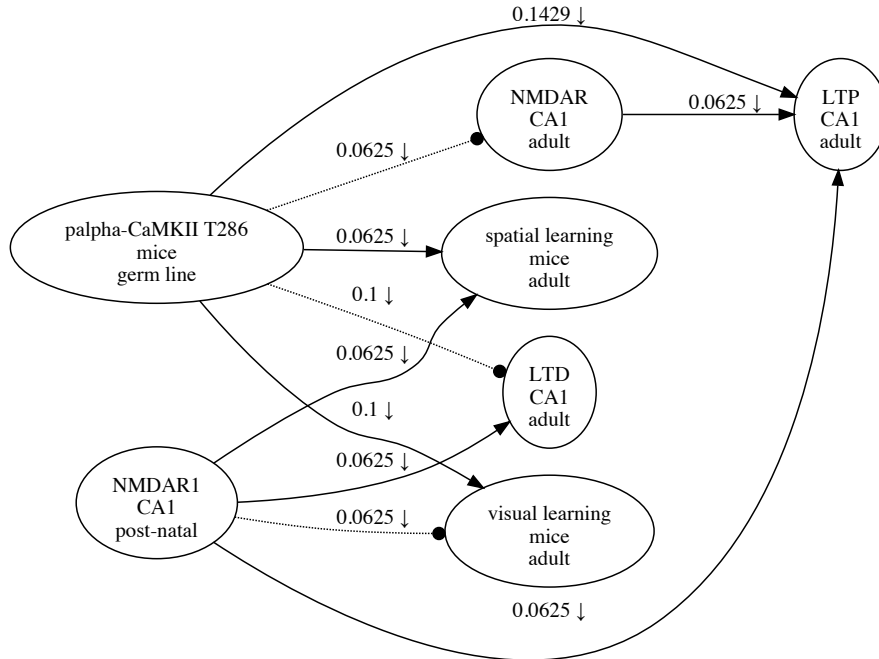 0.1429 ↓
NMDAR
CA1
adult
0.0625 ↓
LTP
CA1
adult
0.0625 ↓
palpha-CaMKII T286
mice
germ line
0.0625 ↓
spatial learning
mice
adult
0.1 ↓
0.0625 ↓
LTD
CA1
adult
0.1 ↓
0.0625 ↓
NMDAR1
CA1
post-natal
0.0625 ↓
visual learning
mice
adult
0.0625 ↓